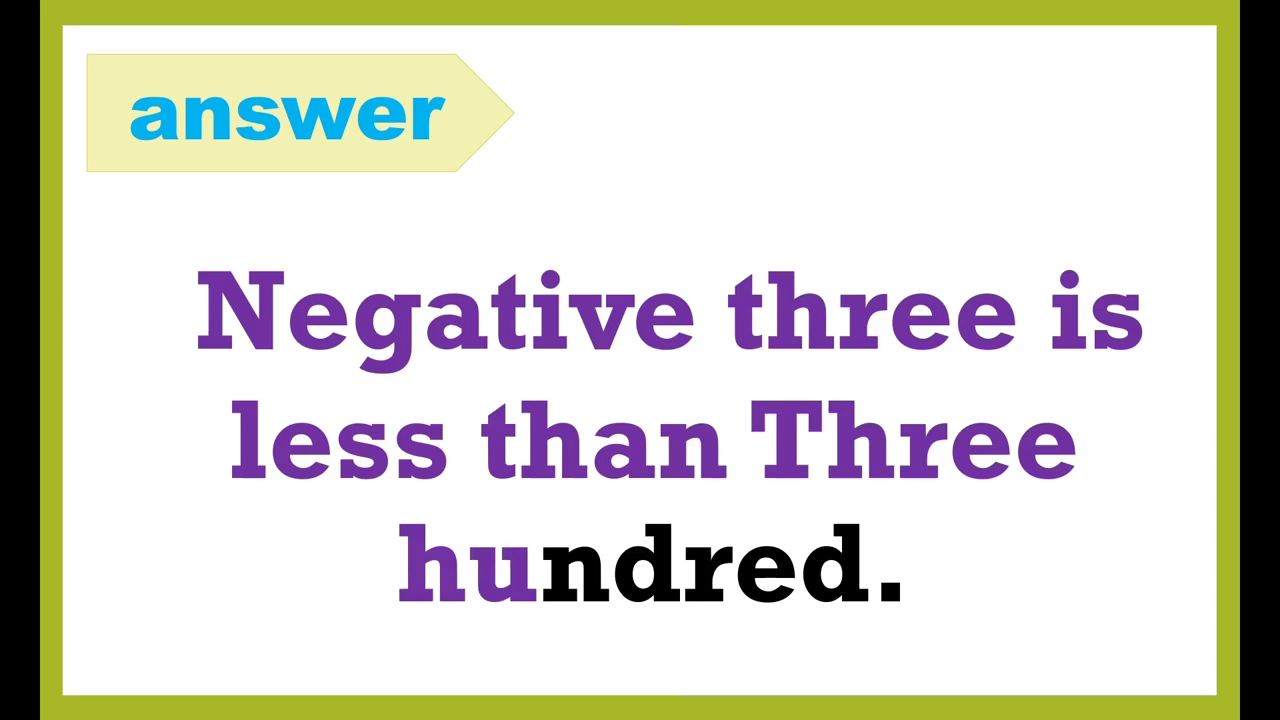 answer
Negative three is
less than Three
hundred.